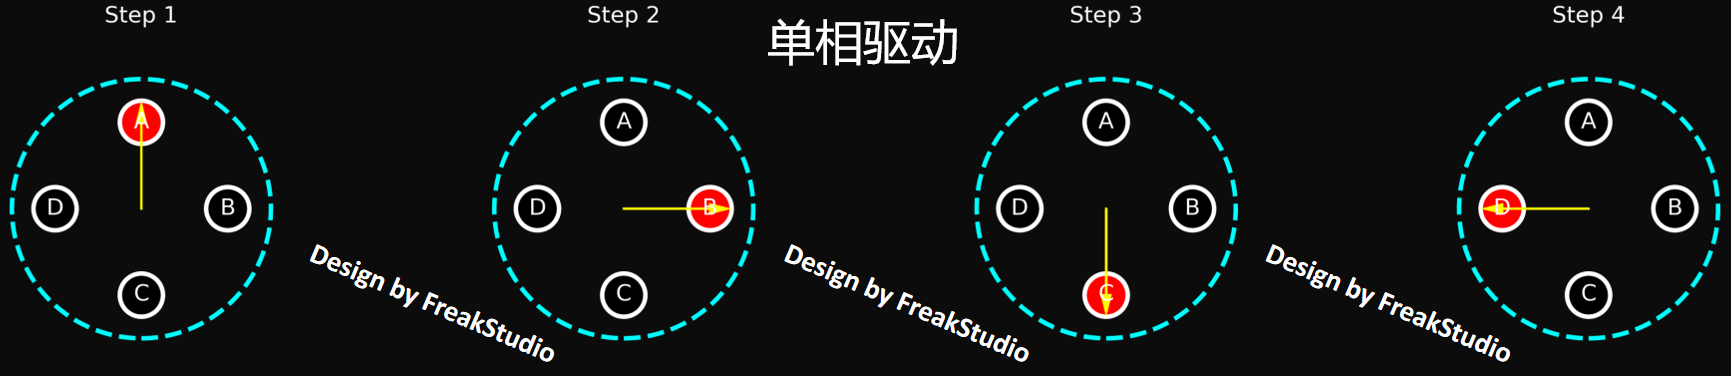 Step 1
Step 2
Step 3
Step 4
单相驱动
A
D
B
C
A
D
B
C
A
D
B
C
A
D
B
C
Design by FreakStudio
Design by FreakStudio
Design by FreakStudio